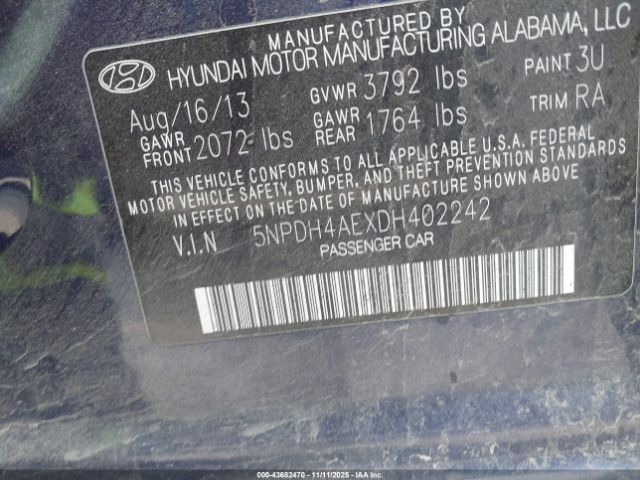 MANUFACTURED BY
HYUNDAI MOTOR MANUFACTURING ALABAMA, LLC
Aug/16/13 GVWR 3792 lbs PAINT 3U
GAWR FRONT 2072 lbs GAWR REAR 1764 lbs TRIM RA
THIS VEHICLE CONFORMS TO ALL APPLICABLE U.S.A. FEDERAL
MOTOR VEHICLE SAFETY, BUMPER, AND THEFT PREVENTION STANDARDS
IN EFFECT ON THE DATE OF MANUFACTURE SHOWN ABOVE
V.I.N 5NPDH4AEXDH402242
PASSENGER CAR
000-43682470 - 11/11/2025 - IAA Inc.